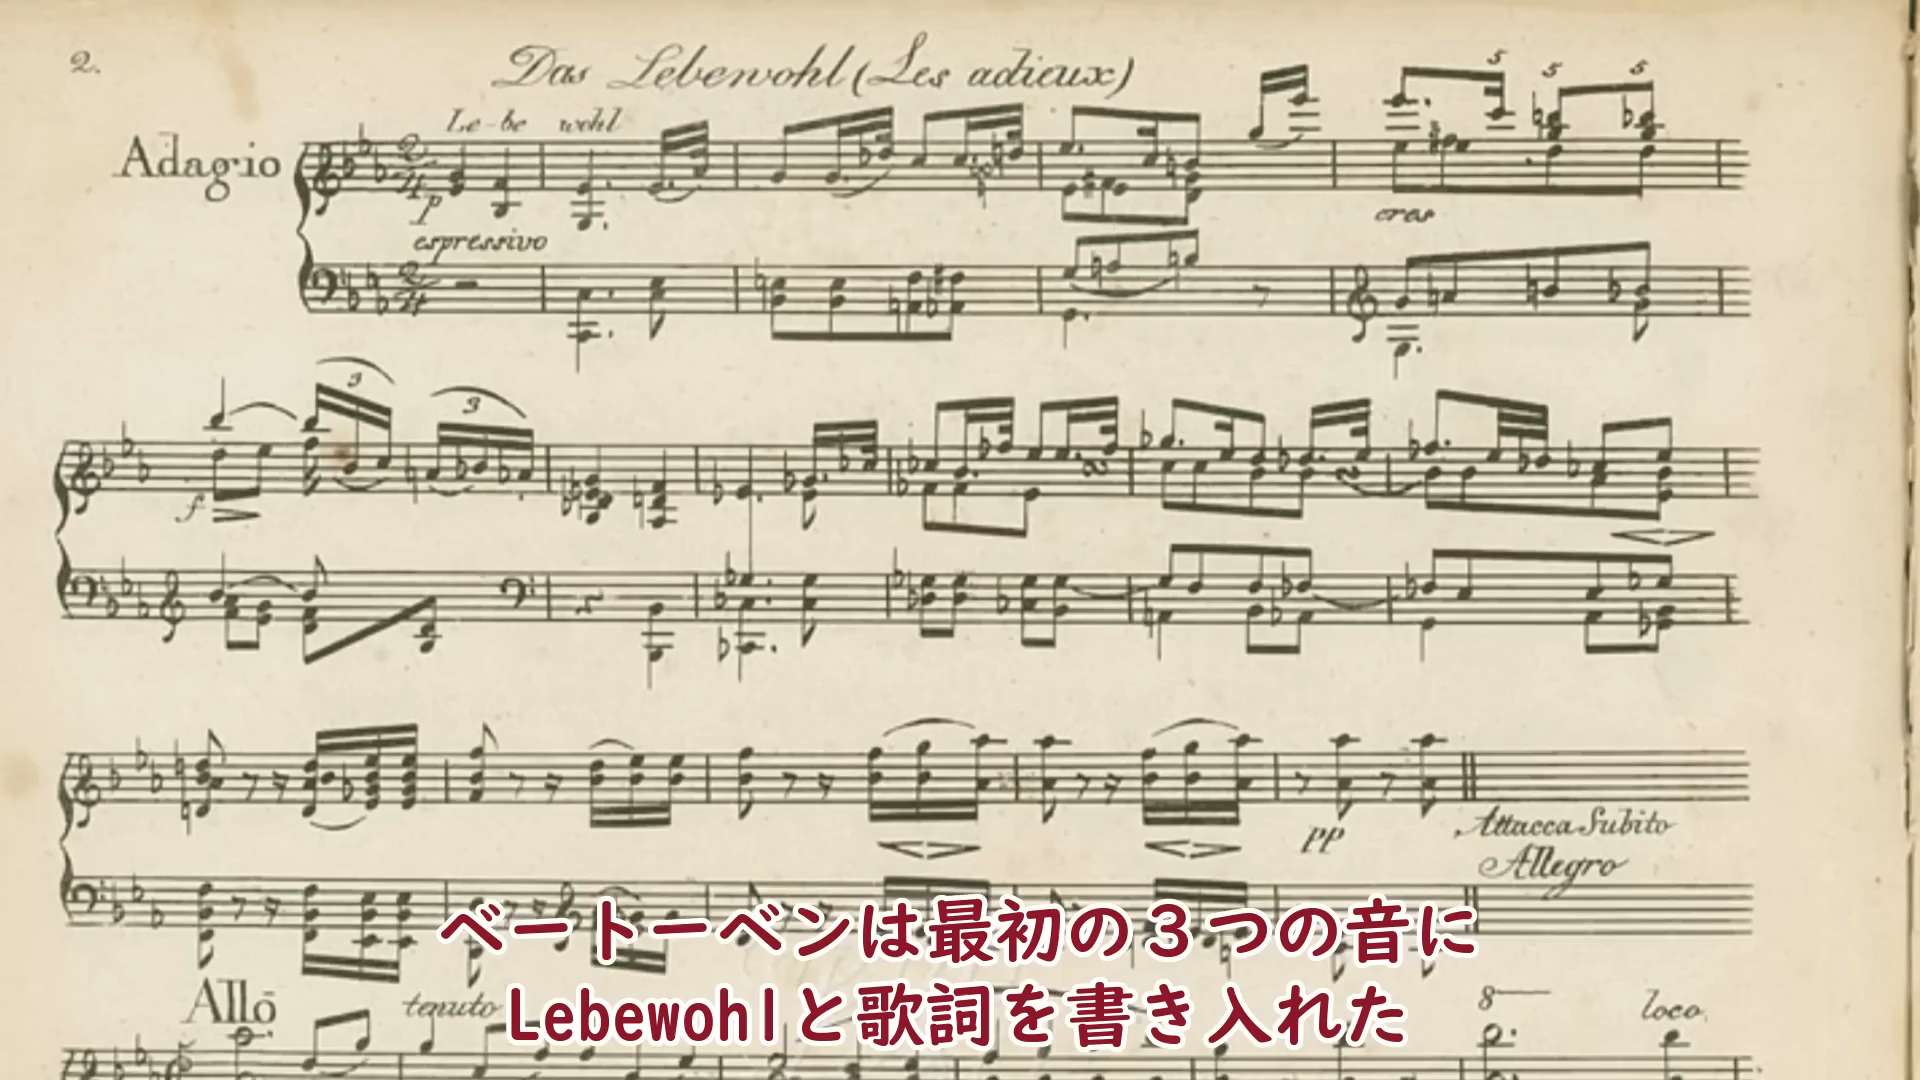 2.
Das Lebewohl (Les adieux)
Le-be wohl
5 5 5
Adagio
p
espressivo
cres
3 3
f
pp
Attacca Subito
Allegro
ベートーベンは最初の３つの音に
Lebewohlと歌詞を書き入れた
Allo
tenuto
8
loco.